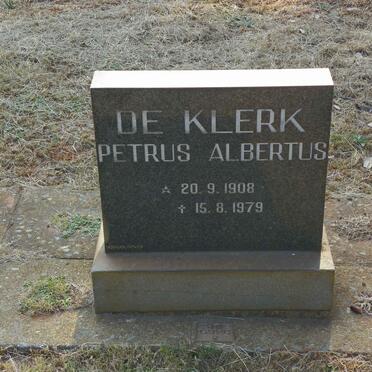 DE KLERK
PETRUS ALBERTUS
* 20.9.1908
† 15.8.1979